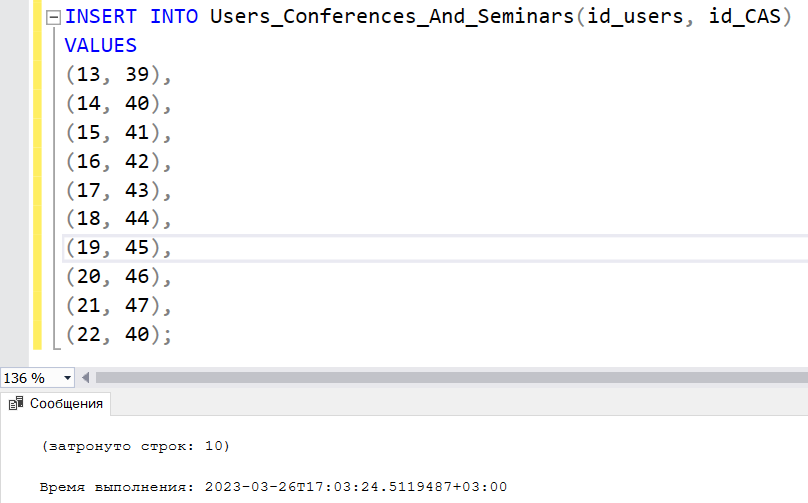 INSERT INTO Users_Conferences_And_Seminars(id_users, id_CAS)
VALUES
(13, 39),
(14, 40),
(15, 41),
(16, 42),
(17, 43),
(18, 44),
(19, 45),
(20, 46),
(21, 47),
(22, 40);
136 %
Сообщения
(затронуто строк: 10)
Время выполнения: 2023-03-26T17:03:24.5119487+03:00